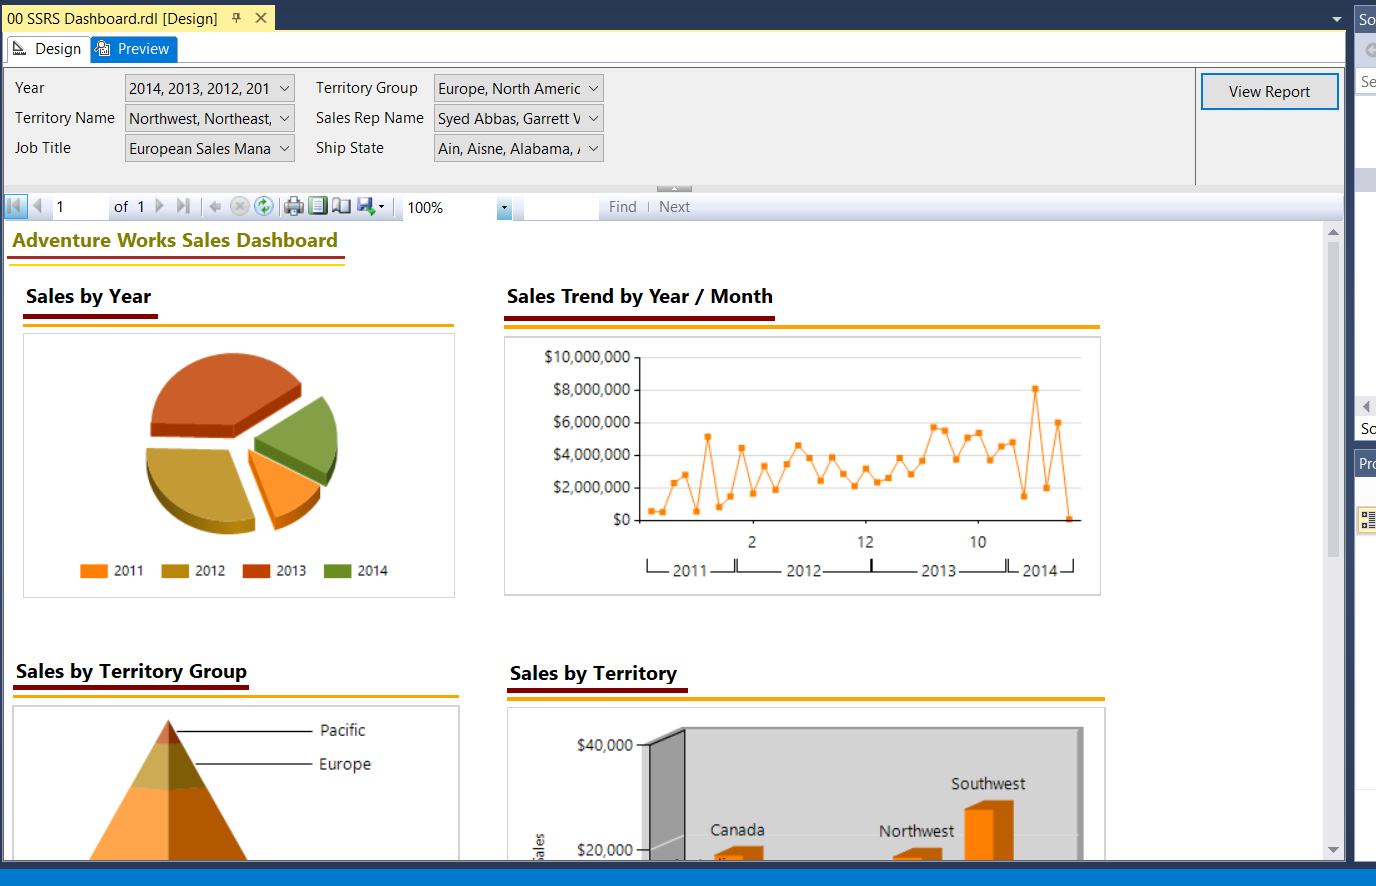 00 SSRS Dashboard.rdl [Design]
So
Design Preview
Year 2014, 2013, 2012, 201 Territory Group Europe, North Americ View Report
Se
Territory Name Northwest, Northeast, Sales Rep Name Syed Abbas, Garrett V
Job Title European Sales Mana Ship State Ain, Aisne, Alabama, A
1 of 1 100% Find Next
Adventure Works Sales Dashboard
Sales by Year
Sales Trend by Year / Month
$10,000,000
$8,000,000
$6,000,000
$4,000,000
$2,000,000
$0
2 12 10
2011 2012 2013 2014
2011 2012 2013 2014
So
Pro
Sales by Territory Group
Sales by Territory
Pacific
Europe
$40,000
Southwest
Canada
Northwest
$20,000
Sales